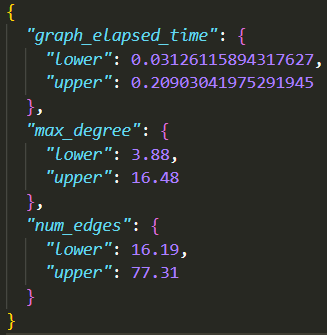 {
"graph_elapsed_time": {
"lower": 0.03126115894317627,
"upper": 0.20903041975291945
},
"max_degree": {
"lower": 3.88,
"upper": 16.48
},
"num_edges": {
"lower": 16.19,
"upper": 77.31
}
}